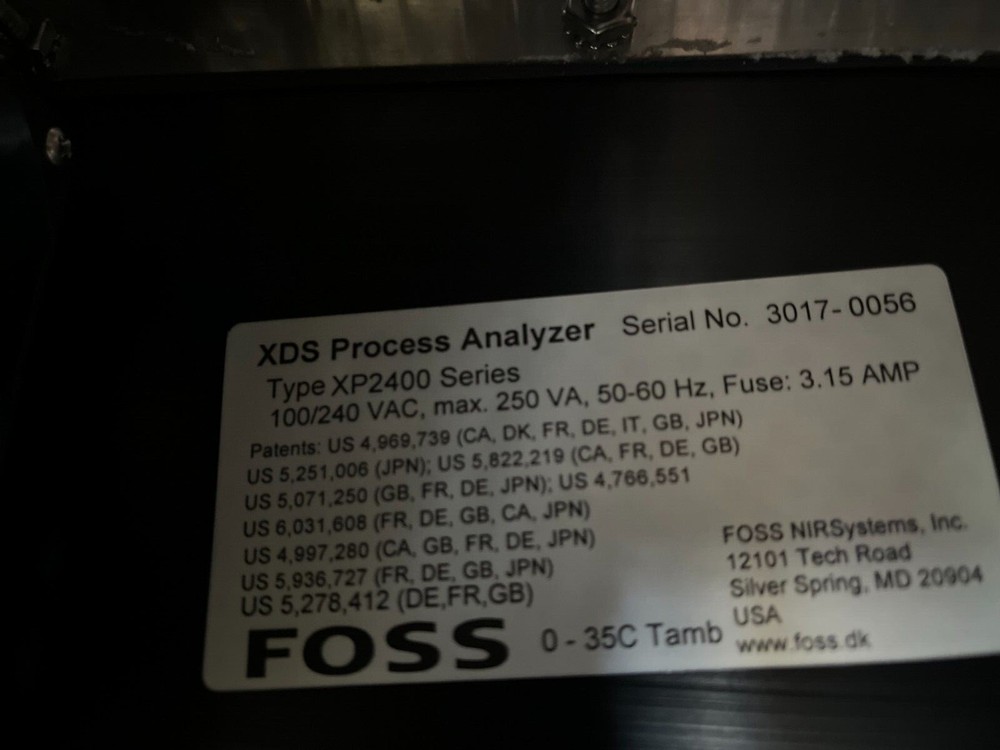 XDS Process Analyzer Serial No. 3017-0056
Type XP2400 Series
100/240 VAC, max. 250 VA, 50-60 Hz, Fuse: 3.15 AMP
Patents: US 4,969,739 (CA, DK, FR, DE, IT, GB, JPN)
US 5,251,006 (JPN); US 5,822,219 (CA, FR, DE, GB)
US 5,071,250 (GB, FR, DE, JPN); US 4,766,551
US 6,031,608 (FR, DE, GB, CA, JPN)
US 4,997,280 (CA, GB, FR, DE, JPN)
US 5,936,727 (FR, DE, GB, JPN)
US 5,278,412 (DE,FR,GB)
FOSS NIRSystems, Inc.
12101 Tech Road
Silver Spring, MD 20904
USA
www.foss.dk
FOSS 0 - 35C Tamb